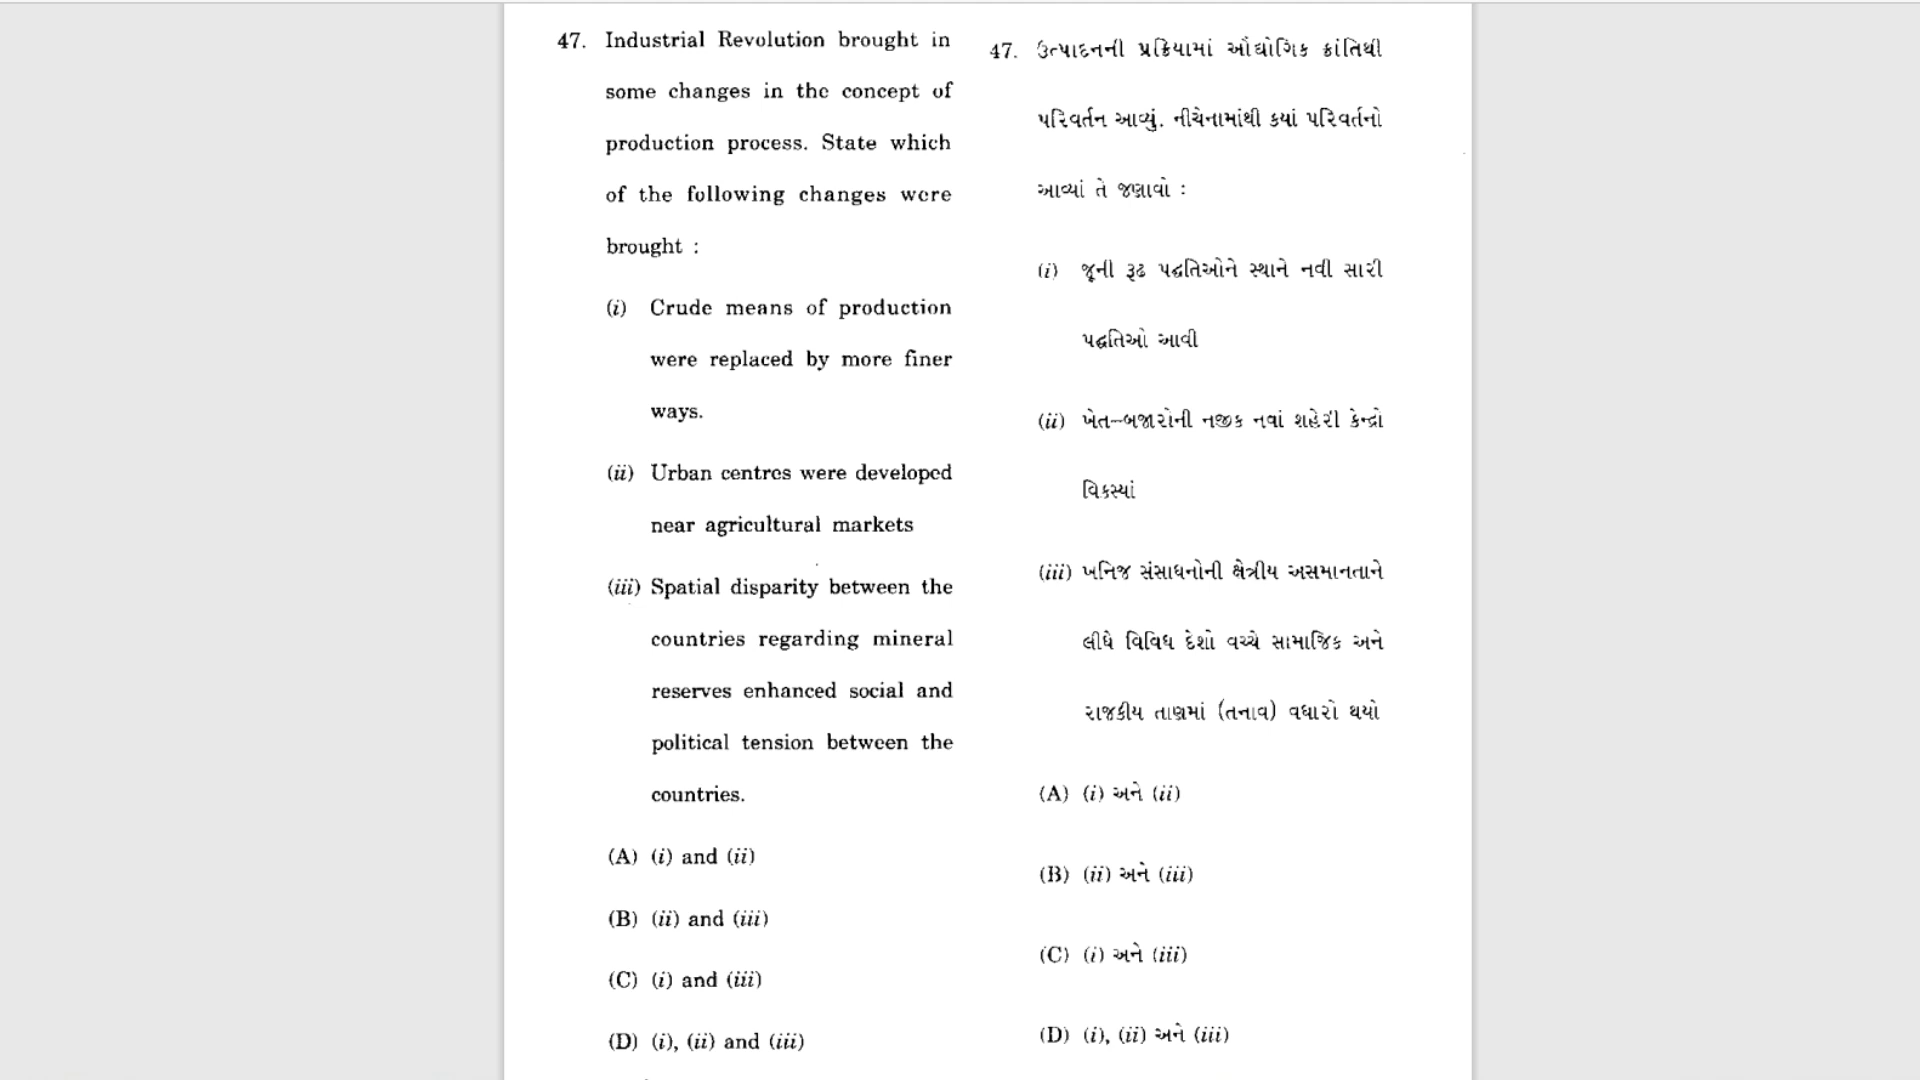 47. Industrial Revolution brought in
some changes in the concept of
production process. State which
of the following changes were
brought :
(i) Crude means of production
were replaced by more finer
ways.
(ii) Urban centres were developed
near agricultural markets
(iii) Spatial disparity between the
countries regarding mineral
reserves enhanced social and
political tension between the
countries.
(A) (i) and (ii)
(B) (ii) and (iii)
(C) (i) and (iii)
(D) (i), (ii) and (iii)
47. ઉત્પાદનની પ્રક્રિયામાં ઔદ્યોગિક ક્રાંતિથી
પરિવર્તન આવ્યું. નીચેનામાંથી કયાં પરિવર્તનો
આવ્યાં તે જણાવો :
(i) જૂની રૂઢ પદ્ધતિઓને સ્થાને નવી સારી
પદ્ધતિઓ આવી
(ii) ખેત–બજારોની નજીક નવાં શહેરી કેન્દ્રો
વિકસ્યાં
(iii) ખનિજ સંસાધનોની ક્ષેત્રીય અસમાનતાને
લીધે વિવિધ દેશો વચ્ચે સામાજિક અને
રાજકીય તાણમાં (તનાવ) વધારો થયો
(A) (i) અને (ii)
(B) (ii) અને (iii)
(C) (i) અને (iii)
(D) (i), (ii) અને (iii)